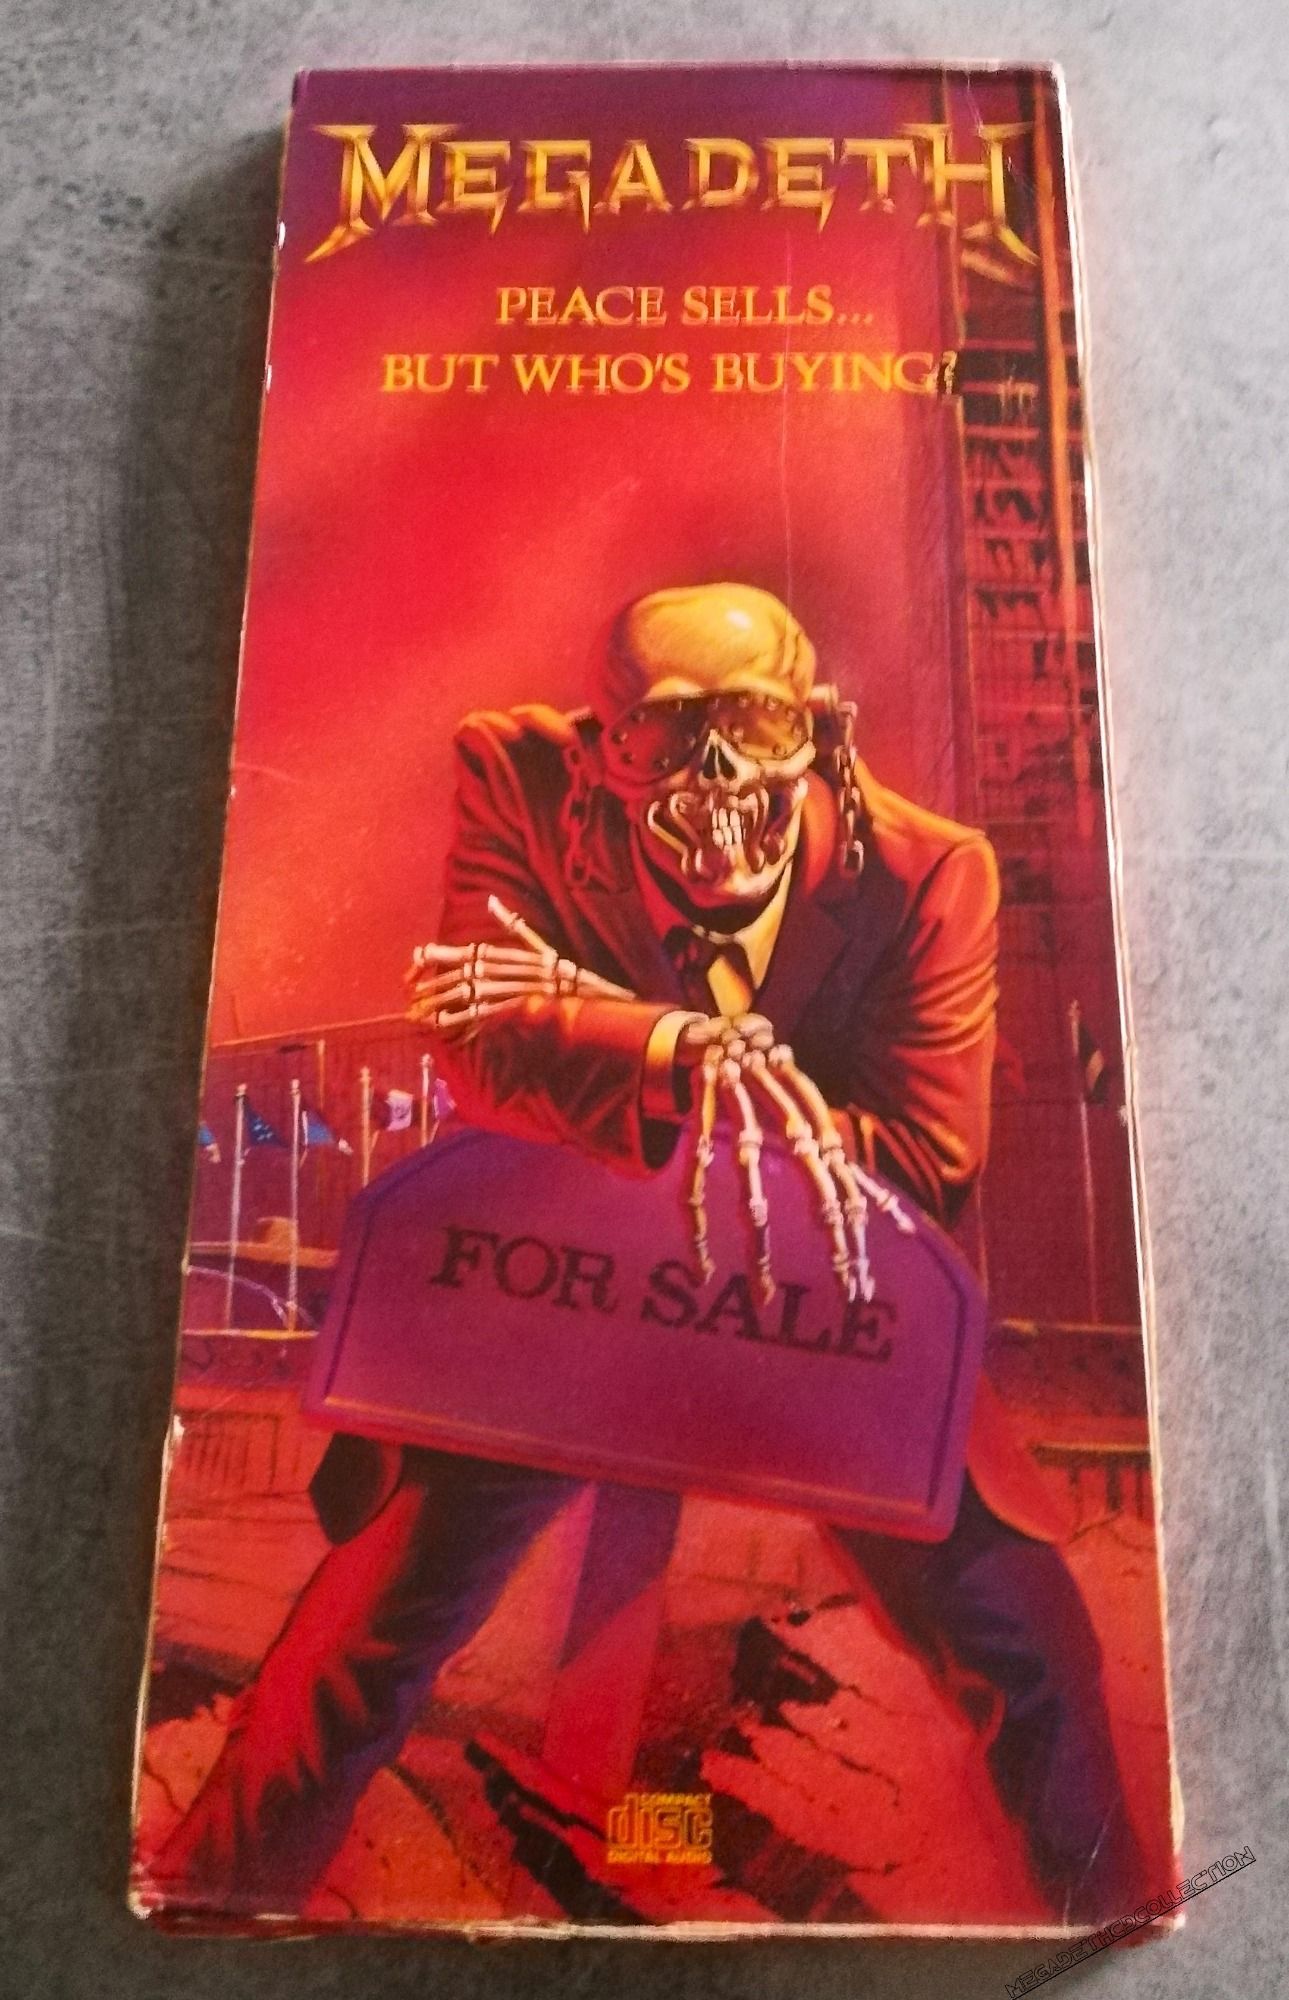 MEGADETH
PEACE SELLS...
BUT WHO'S BUYING?
FOR SALE
COMPACT
disc
DIGITAL AUDIO
MEGADETHCDCOLLECTION